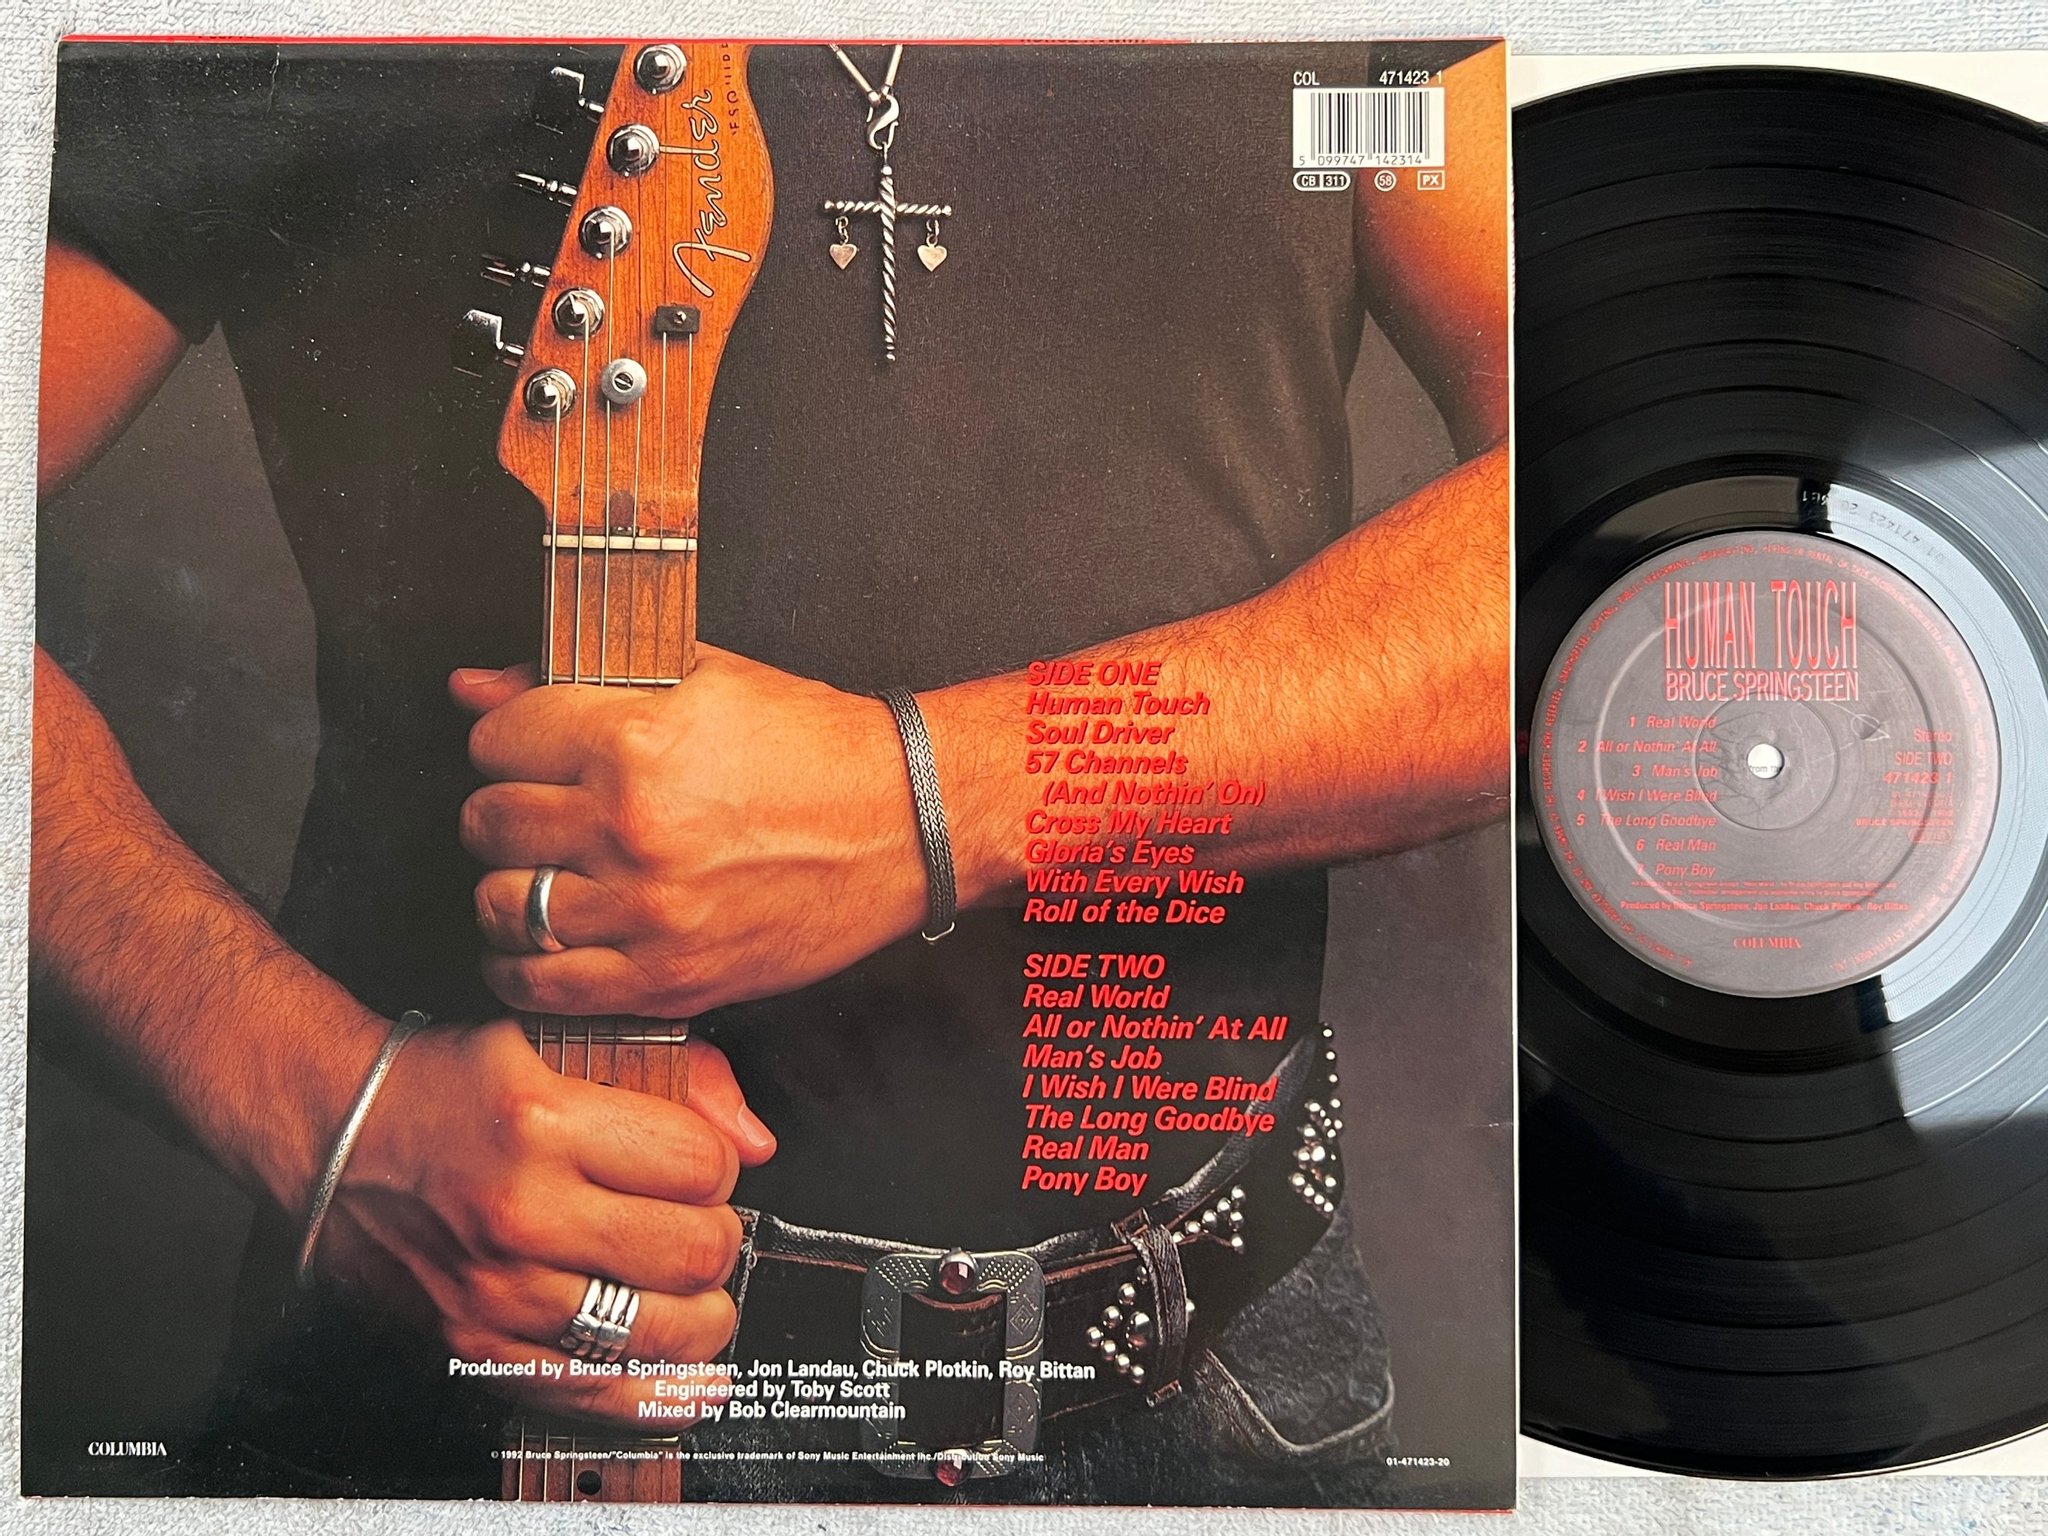 COL 471423 1
5 099747 142314
CB 311 58 PX
Fender
SIDE ONE
Human Touch
Soul Driver
57 Channels
(And Nothin' On)
Cross My Heart
Gloria's Eyes
With Every Wish
Roll of the Dice
SIDE TWO
Real World
All or Nothin' At All
Man's Job
I Wish I Were Blind
The Long Goodbye
Real Man
Pony Boy
Produced by Bruce Springsteen, Jon Landau, Chuck Plotkin, Roy Bittan
Engineered by Toby Scott
Mixed by Bob Clearmountain
COLUMBIA
© 1992 Bruce Springsteen/"Columbia" is the exclusive trademark of Sony Music Entertainment Inc./Distribution Sony Music
01-471423-20
01 471423 20
HUMAN TOUCH
BRUCE SPRINGSTEEN
1 Real World
2 All or Nothin' At All
3 Man's Job
4 I Wish I Were Blind
5 The Long Goodbye
6 Real Man
7 Pony Boy
Stereo
SIDE TWO
471423 1
BRUCE SPRINGSTEEN
Produced by Bruce Springsteen, Jon Landau, Chuck Plotkin, Roy Bittan
COLUMBIA